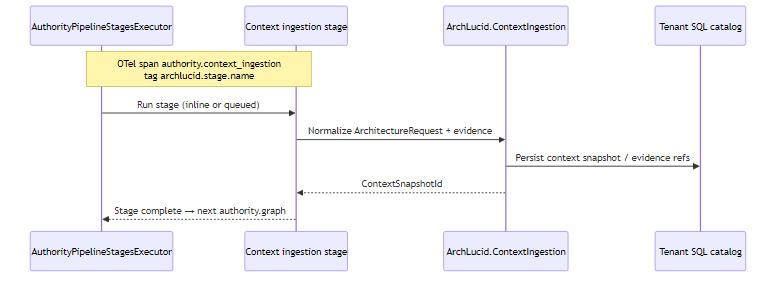 AuthorityPipelineStagesExecutor
Context ingestion stage
ArchLucid.ContextIngestion
Tenant SQL catalog
OTel span authority.context_ingestion
tag archlucid.stage.name
Run stage (inline or queued)
Normalize ArchitectureRequest + evidence
Persist context snapshot / evidence refs
ContextSnapshotId
Stage complete → next authority.graph
AuthorityPipelineStagesExecutor
Context ingestion stage
ArchLucid.ContextIngestion
Tenant SQL catalog